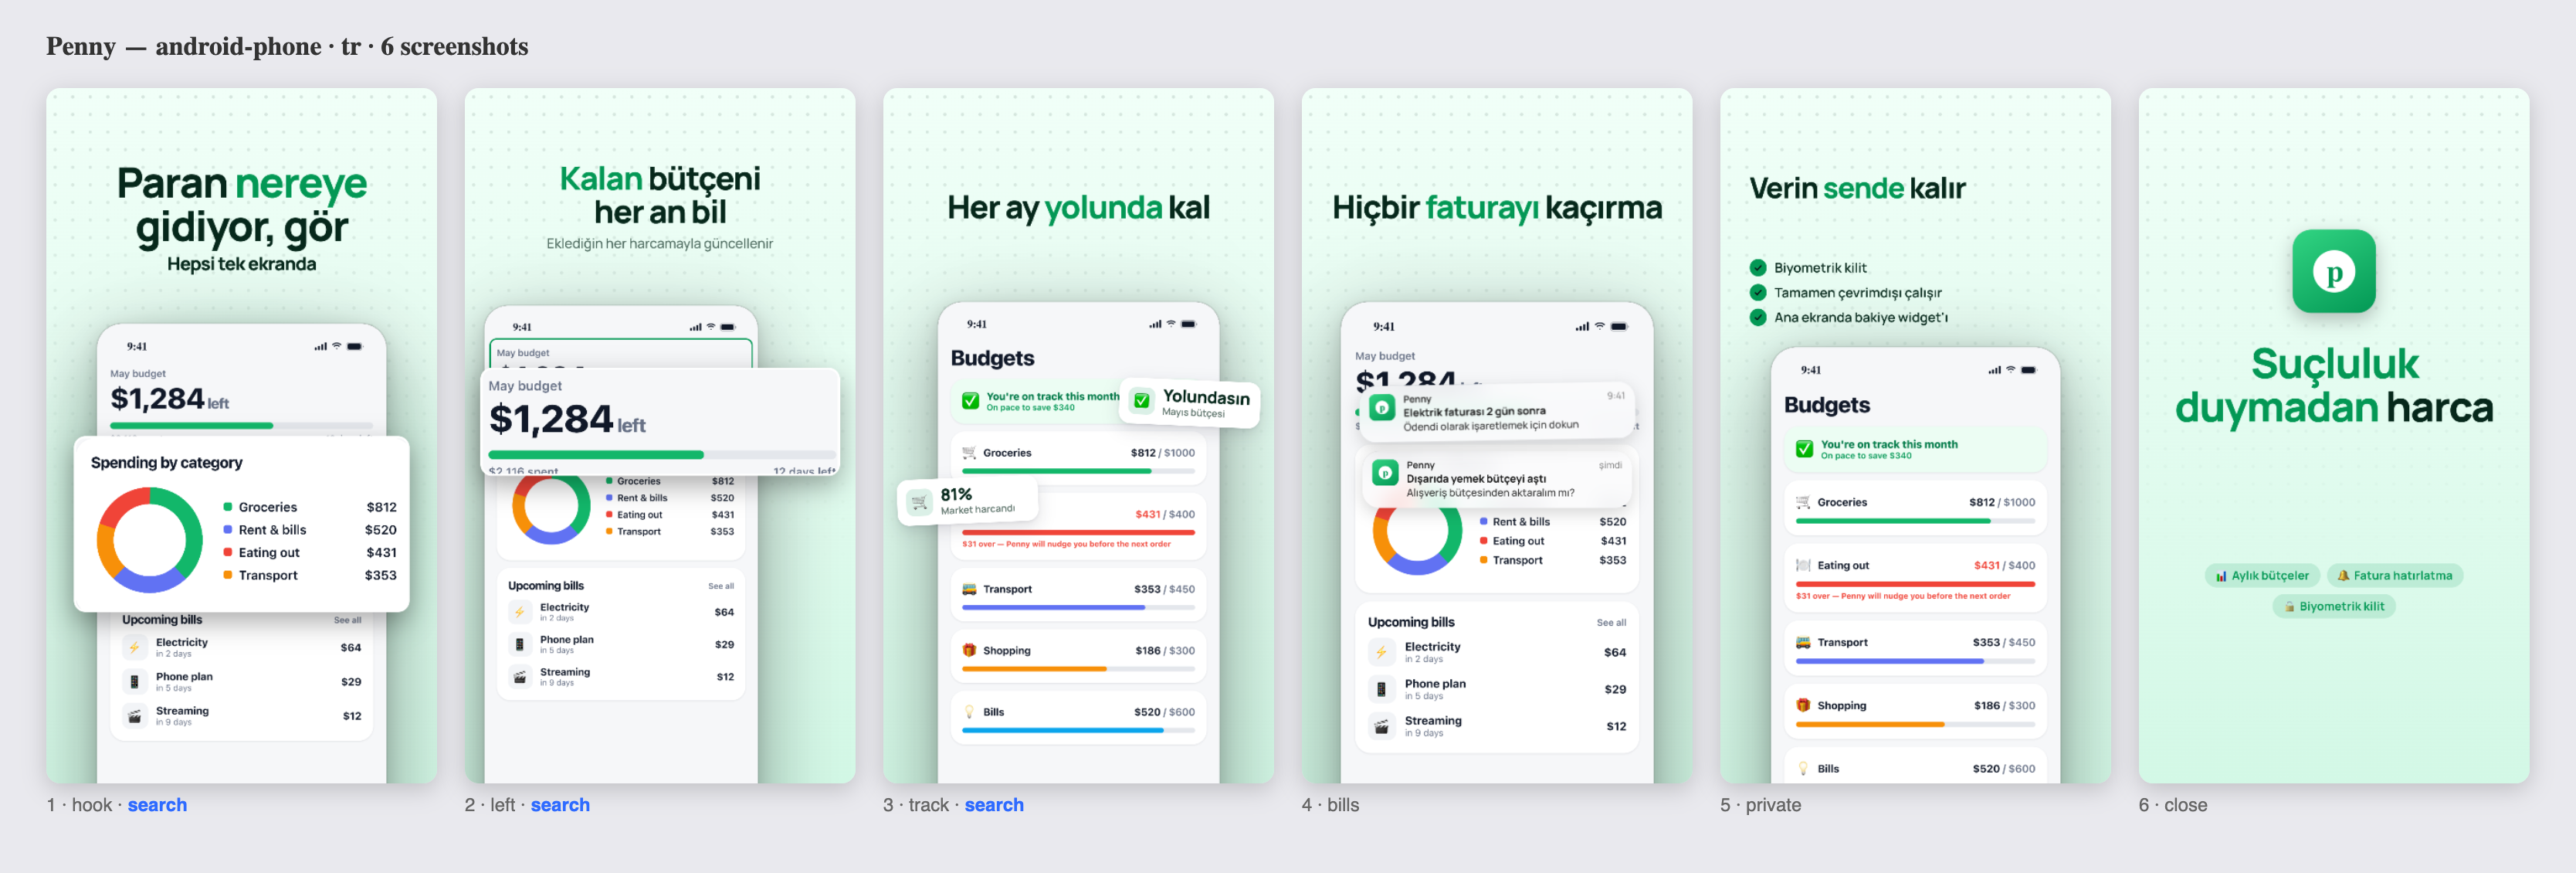 Penny — android-phone · tr · 6 screenshots
Paran nereye
gidiyor, gör
Hepsi tek ekranda
9:41
May budget
$1,284 left
Spending by category
Groceries $812
Rent & bills $520
Eating out $431
Transport $353
Upcoming bills See all
Electricity $64
in 2 days
Phone plan $29
in 5 days
Streaming $12
in 9 days
1 · hook · search
Kalan bütçeni
her an bil
Eklediğin her harcamayla güncellenir
9:41
May budget
May budget
$1,284 left
$2,116 spent 12 days left
Groceries $812
Rent & bills $520
Eating out $431
Transport $353
Upcoming bills See all
Electricity $64
in 2 days
Phone plan $29
in 5 days
Streaming $12
in 9 days
2 · left · search
Her ay yolunda kal
9:41
Budgets
You're on track this month
On pace to save $340
Yolundasın
Mayıs bütçesi
Groceries $812 / $1000
81%
Market harcandı
$431 / $400
$31 over — Penny will nudge you before the next order
Transport $353 / $450
Shopping $186 / $300
Bills $520 / $600
3 · track · search
Hiçbir faturayı kaçırma
9:41
May budget
$1,284
Penny 9:41
Elektrik faturası 2 gün sonra
Ödendi olarak işaretlemek için dokun
Penny şimdi
Dışarıda yemek bütçeyi aştı
Alışveriş bütçesinden aktaralım mı?
Rent & bills $520
Eating out $431
Transport $353
Upcoming bills See all
Electricity $64
in 2 days
Phone plan $29
in 5 days
Streaming $12
in 9 days
4 · bills
Verin sende kalır
Biyometrik kilit
Tamamen çevrimdışı çalışır
Ana ekranda bakiye widget'ı
9:41
Budgets
You're on track this month
On pace to save $340
Groceries $812 / $1000
Eating out $431 / $400
$31 over — Penny will nudge you before the next order
Transport $353 / $450
Shopping $186 / $300
Bills $520 / $600
5 · private
p
Suçluluk
duymadan harca
Aylık bütçeler
Fatura hatırlatma
Biyometrik kilit
6 · close